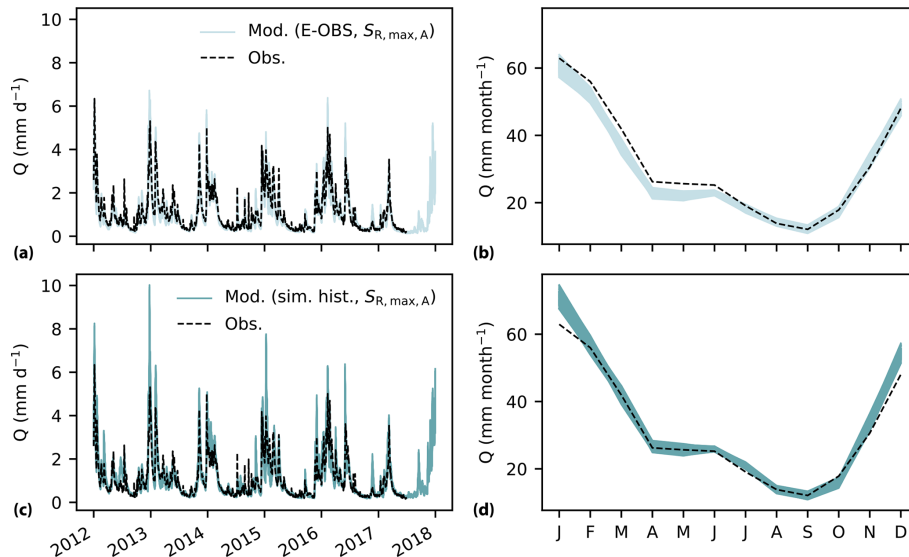 10
8
6
4
2
0
Q (mm d⁻¹)
Mod. (E-OBS, S_R,max,A)
Obs.
(a)
60
40
20
Q (mm month⁻¹)
(b)
10
8
6
4
2
0
Q (mm d⁻¹)
Mod. (sim. hist., S_R,max,A)
Obs.
(c)
2012 2013 2014 2015 2016 2017 2018
60
40
20
Q (mm month⁻¹)
(d)
J F M A M J J A S O N D